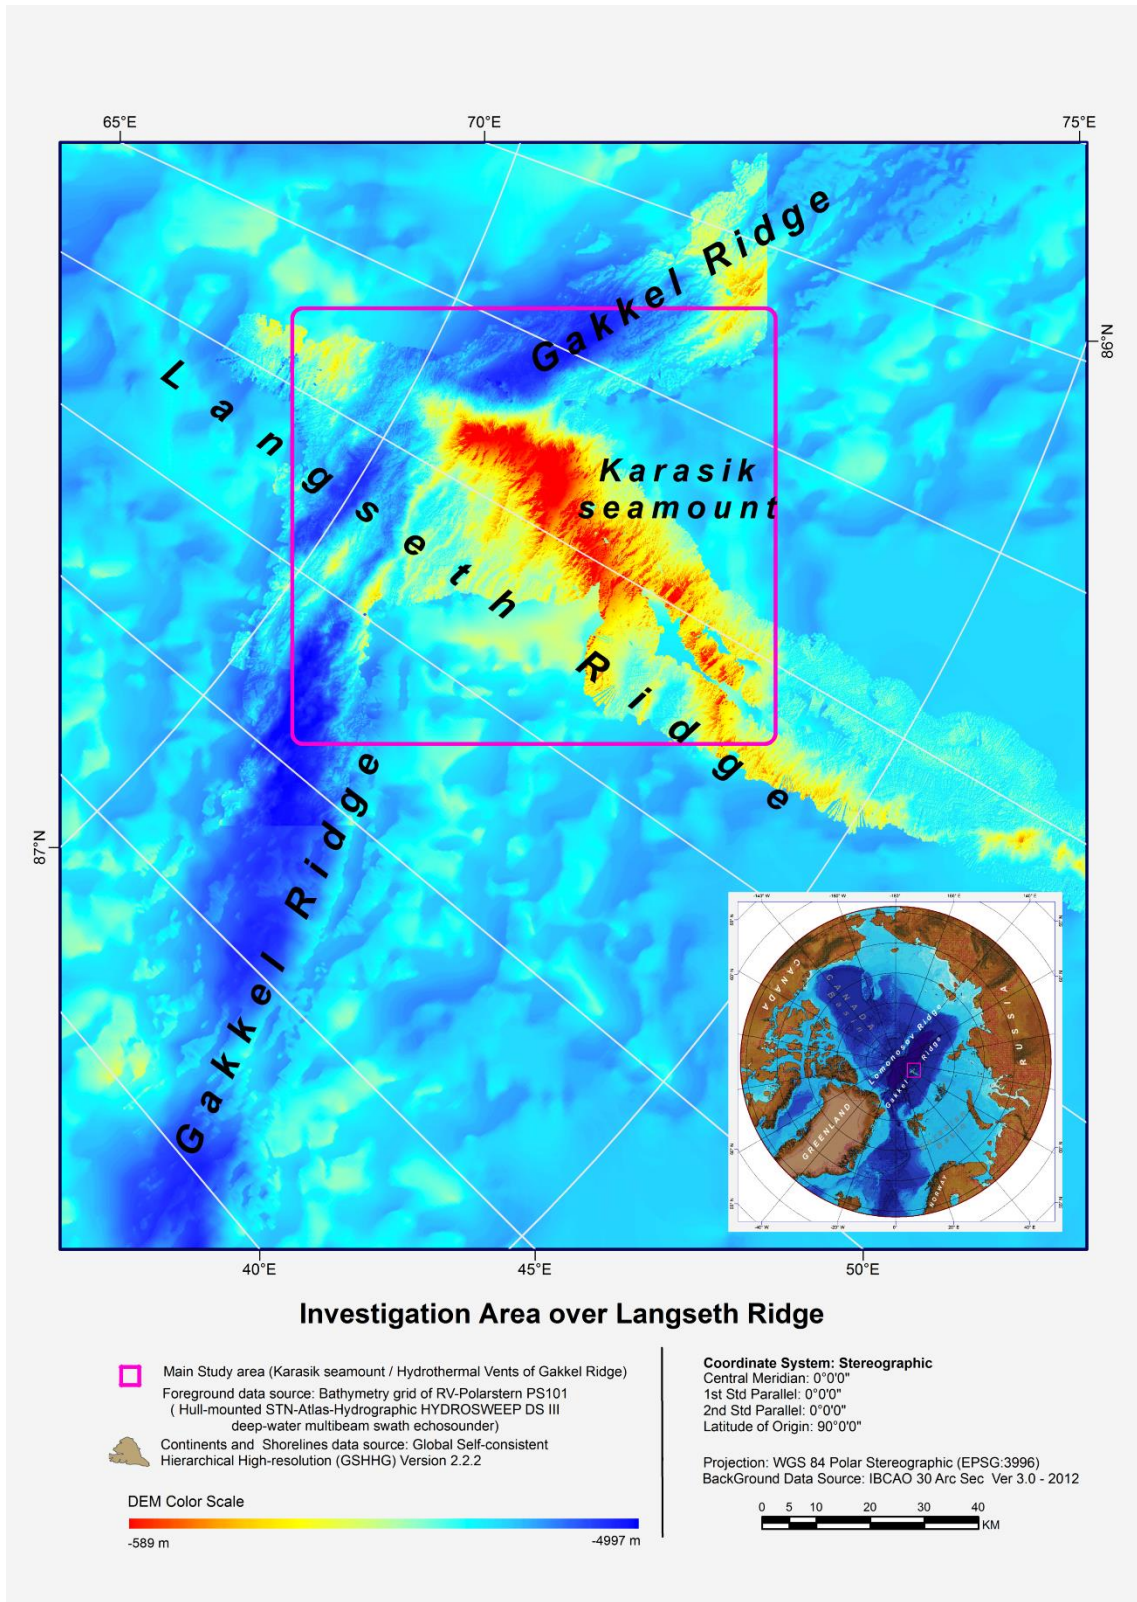 65°E
70°E
75°E
86°N
Gakkel Ridge
Langseth Ridge
Karasik
seamount
87°N
Gakkel Ridge
CANADA
CANADA
Basin
RUSSIA
Lomonosov Ridge
Gakkel Ridge
GREENLAND
NORWAY
40°E
45°E
50°E
Investigation Area over Langseth Ridge
Main Study area (Karasik seamount / Hydrothermal Vents of Gakkel Ridge)
Foreground data source: Bathymetry grid of RV-Polarstern PS101
( Hull-mounted STN-Atlas-Hydrographic HYDROSWEEP DS III
deep-water multibeam swath echosounder)
Continents and Shorelines data source: Global Self-consistent
Hierarchical High-resolution (GSHHG) Version 2.2.2
DEM Color Scale
-589 m
-4997 m
Coordinate System: Stereographic
Central Meridian: 0°0'0"
1st Std Parallel: 0°0'0"
2nd Std Parallel: 0°0'0"
Latitude of Origin: 90°0'0"
Projection: WGS 84 Polar Stereographic (EPSG:3996)
BackGround Data Source: IBCAO 30 Arc Sec Ver 3.0 - 2012
0 5 10 20 30 40
KM